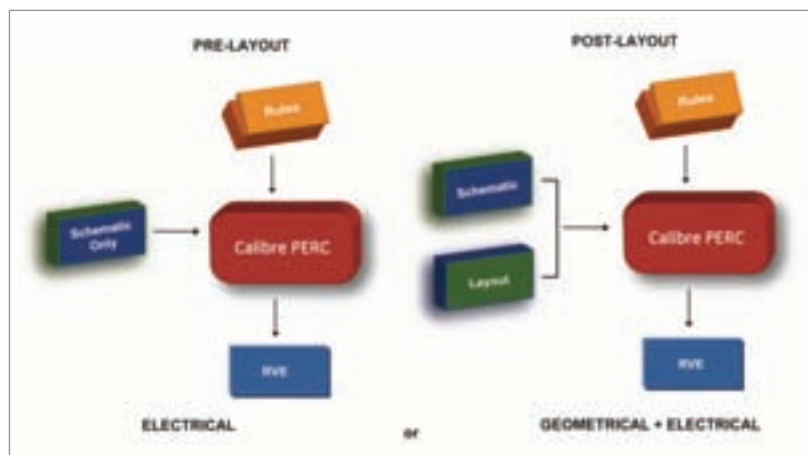 PRE-LAYOUT
POST-LAYOUT
Rules
Rules
Schematic
Only
Calibre PERC
Schematic
Layout
Calibre PERC
RVE
RVE
ELECTRICAL
or
GEOMETRICAL + ELECTRICAL